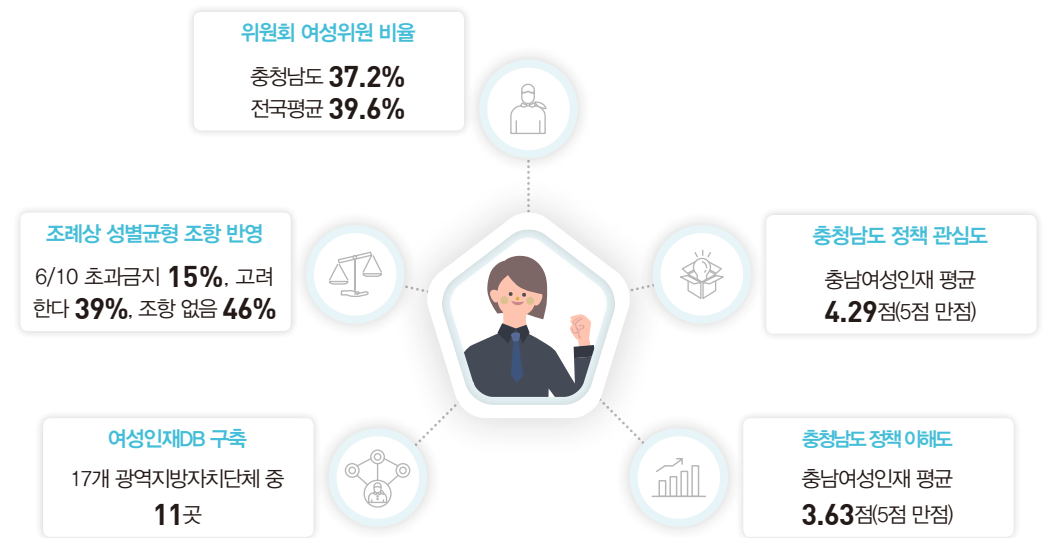 위원회 여성위원 비율
충청남도 37.2%
전국평균 39.6%
조례상 성별균형 조항 반영
6/10 초과금지 15%, 고려
한다 39%, 조항 없음 46%
충청남도 정책 관심도
충남여성인재 평균
4.29점(5점 만점)
여성인재DB 구축
17개 광역지방자치단체 중
11곳
충청남도 정책 이해도
충남여성인재 평균
3.63점(5점 만점)